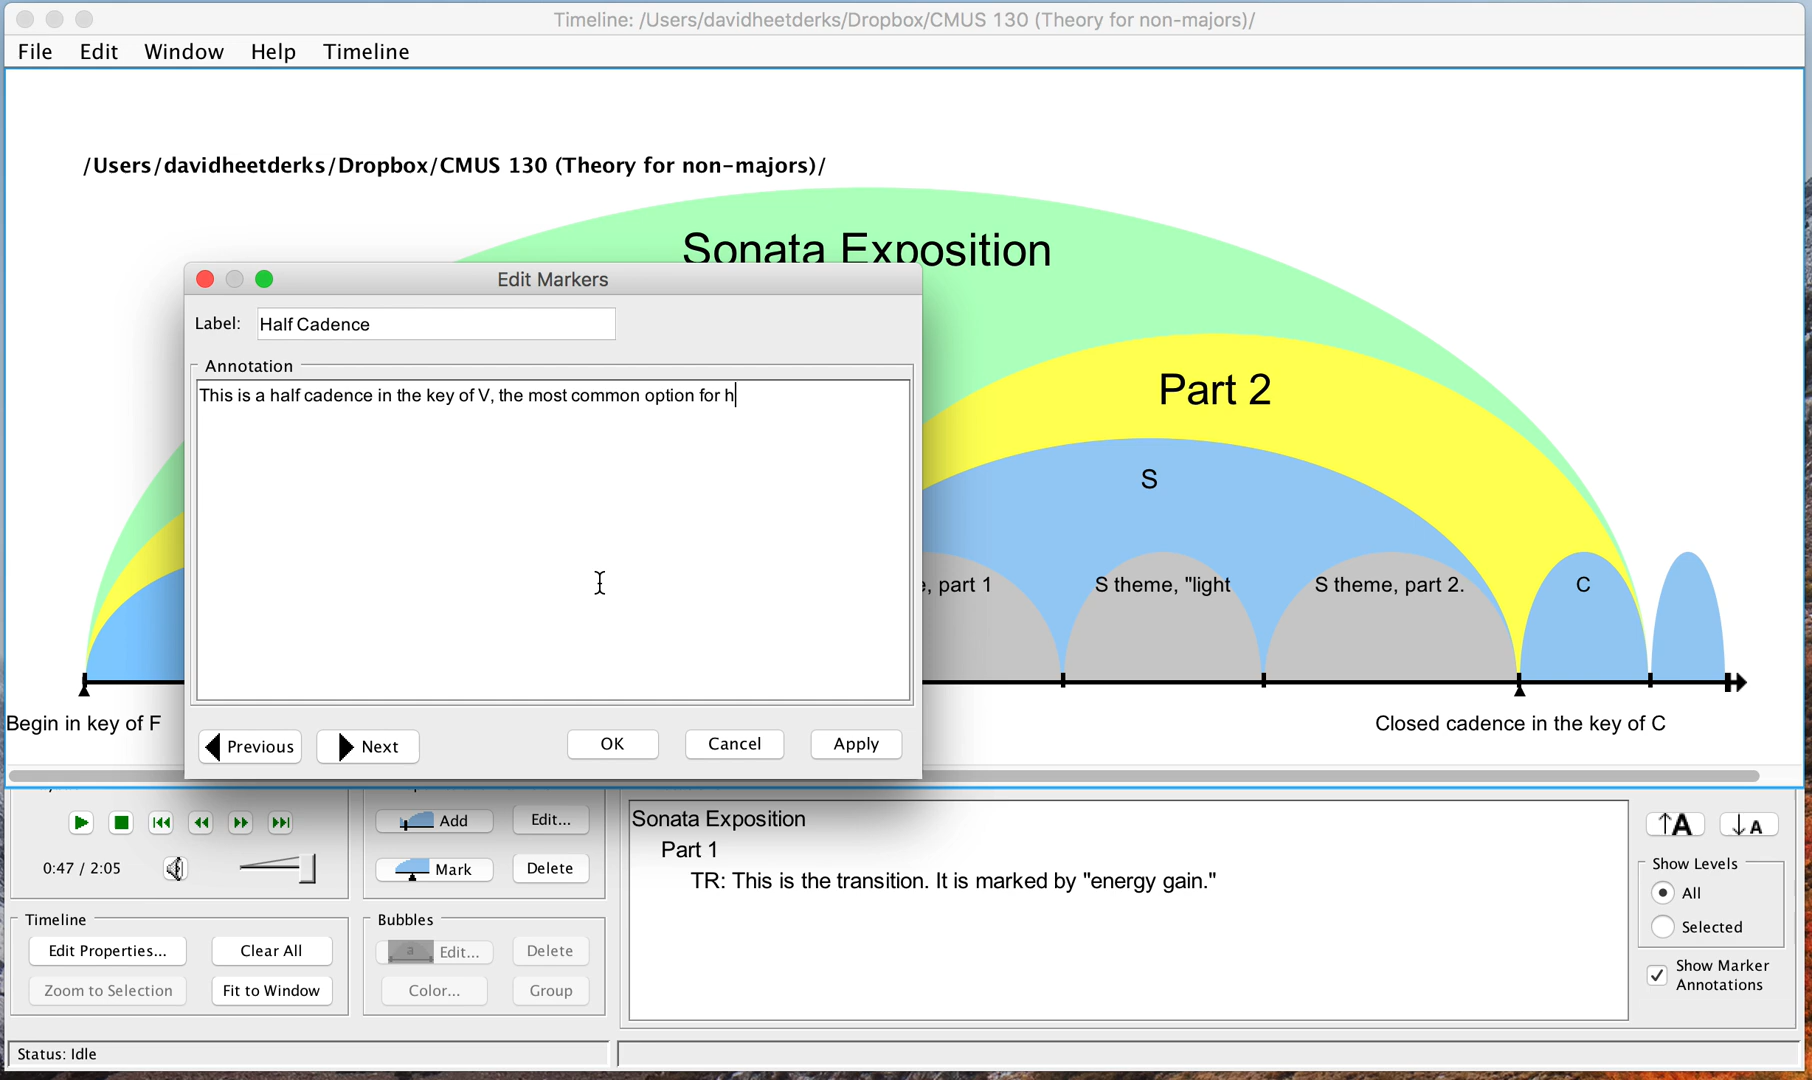 Timeline: /Users/davidheetderks/Dropbox/CMUS 130 (Theory for non-majors)/
File Edit Window Help Timeline
/Users/davidheetderks/Dropbox/CMUS 130 (Theory for non-majors)/
Sonata Exposition
Edit Markers
Label: Half Cadence
Annotation
This is a half cadence in the key of V, the most common option for h
Part 2
S
, part 1
S theme, "light
S theme, part 2.
C
Begin in key of F
Closed cadence in the key of C
Previous Next OK Cancel Apply
Add Edit...
0:47 / 2:05
Mark Delete
Timeline
Edit Properties... Clear All
Zoom to Selection Fit to Window
Bubbles
a Edit... Delete
Color... Group
Sonata Exposition
Part 1
TR: This is the transition. It is marked by "energy gain."
A A
Show Levels
All
Selected
Show Marker
Annotations
Status: Idle